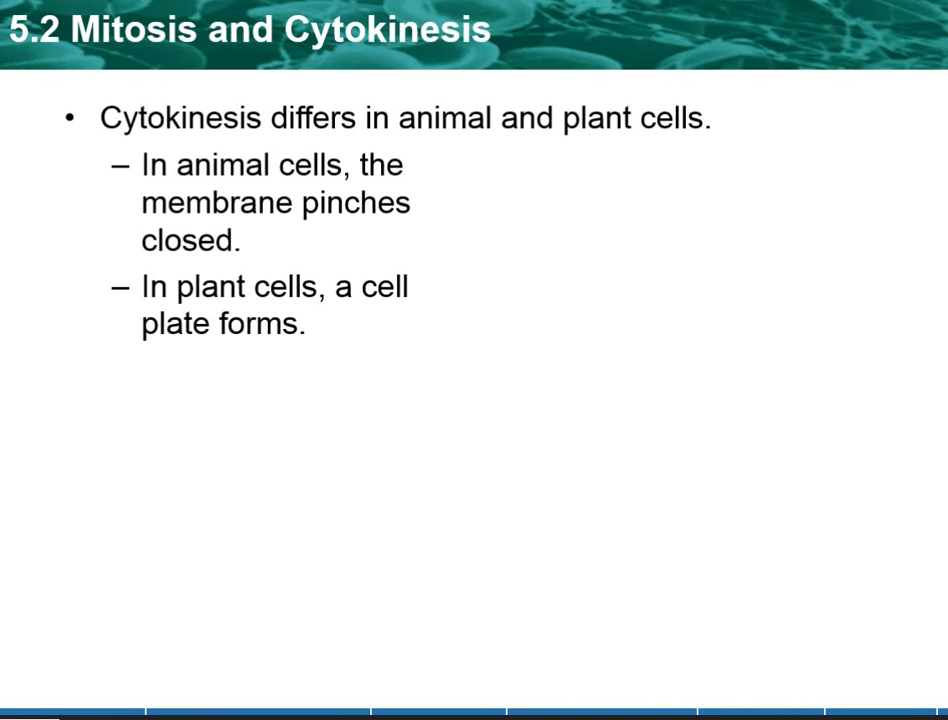 5.2 Mitosis and Cytokinesis
• Cytokinesis differs in animal and plant cells.
– In animal cells, the
membrane pinches
closed.
– In plant cells, a cell
plate forms.